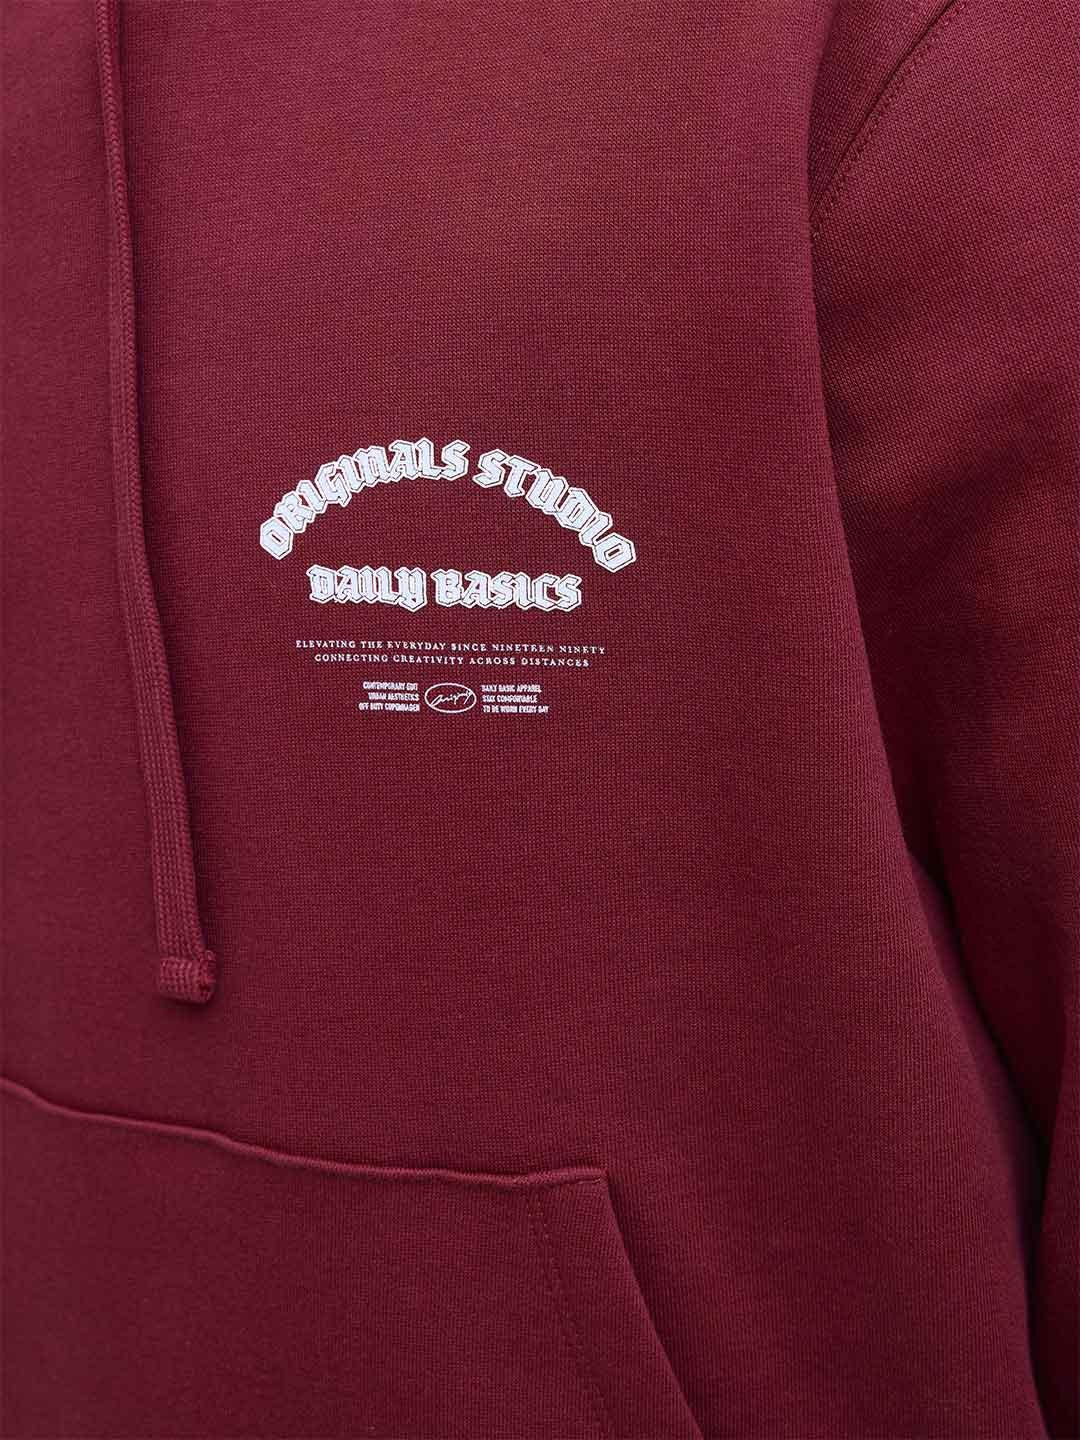 ORIGINALS STUDIO
DAILY BASICS
ELEVATING THE EVERYDAY SINCE NINETEEN NINETY
CONNECTING CREATIVITY ACROSS DISTANCES
CONTEMPORARY EDIT
URBAN AESTHETICS
OFF DUTY COPENHAGEN
DAILY BASIC APPAREL
STAY COMFORTABLE
TO BE WORN EVERY DAY